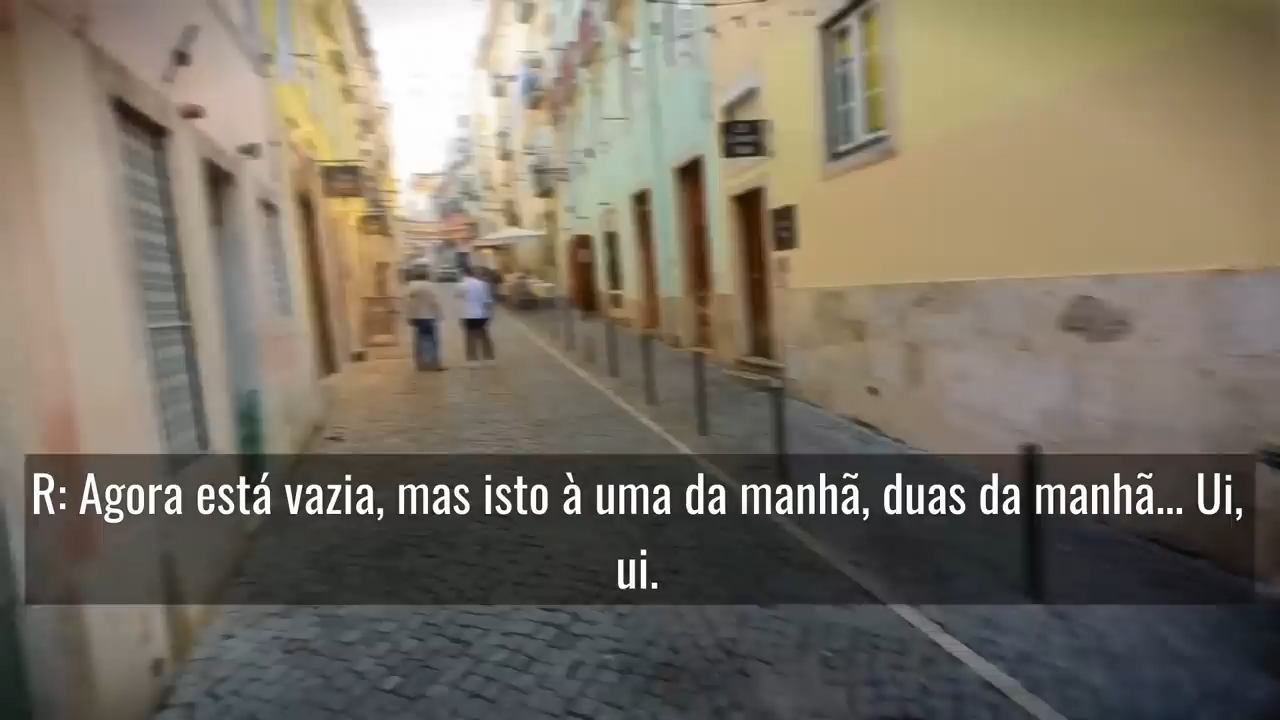 R: Agora está vazia, mas isto à uma da manhã, duas da manhã... Ui,
ui.